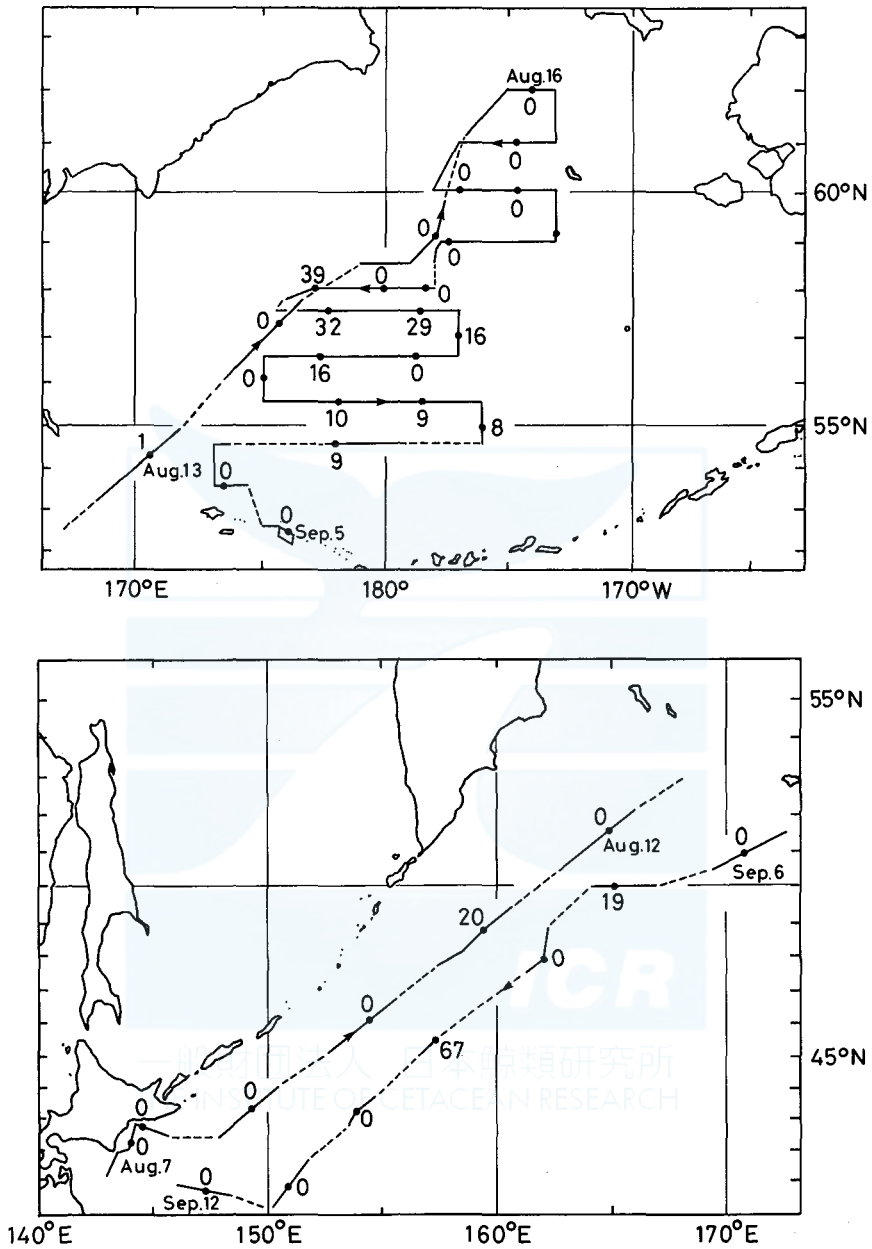 Aug.16
0
0
60°N
0
0
0
0
39
0
0
0
32
29
16
16
0
0
10
9
8
55°N
1
Aug.13
9
0
0
Sep.5
170°E
180°
170°W
55°N
0
Aug.12
0
Sep.6
20
19
0
0
67
45°N
ICR
一般財団法人 日本鯨類研究所
THE INSTITUTE OF CETACEAN RESEARCH
0
0
0
0
Aug.7
0
Sep.12
0
140°E
150°E
160°E
170°E